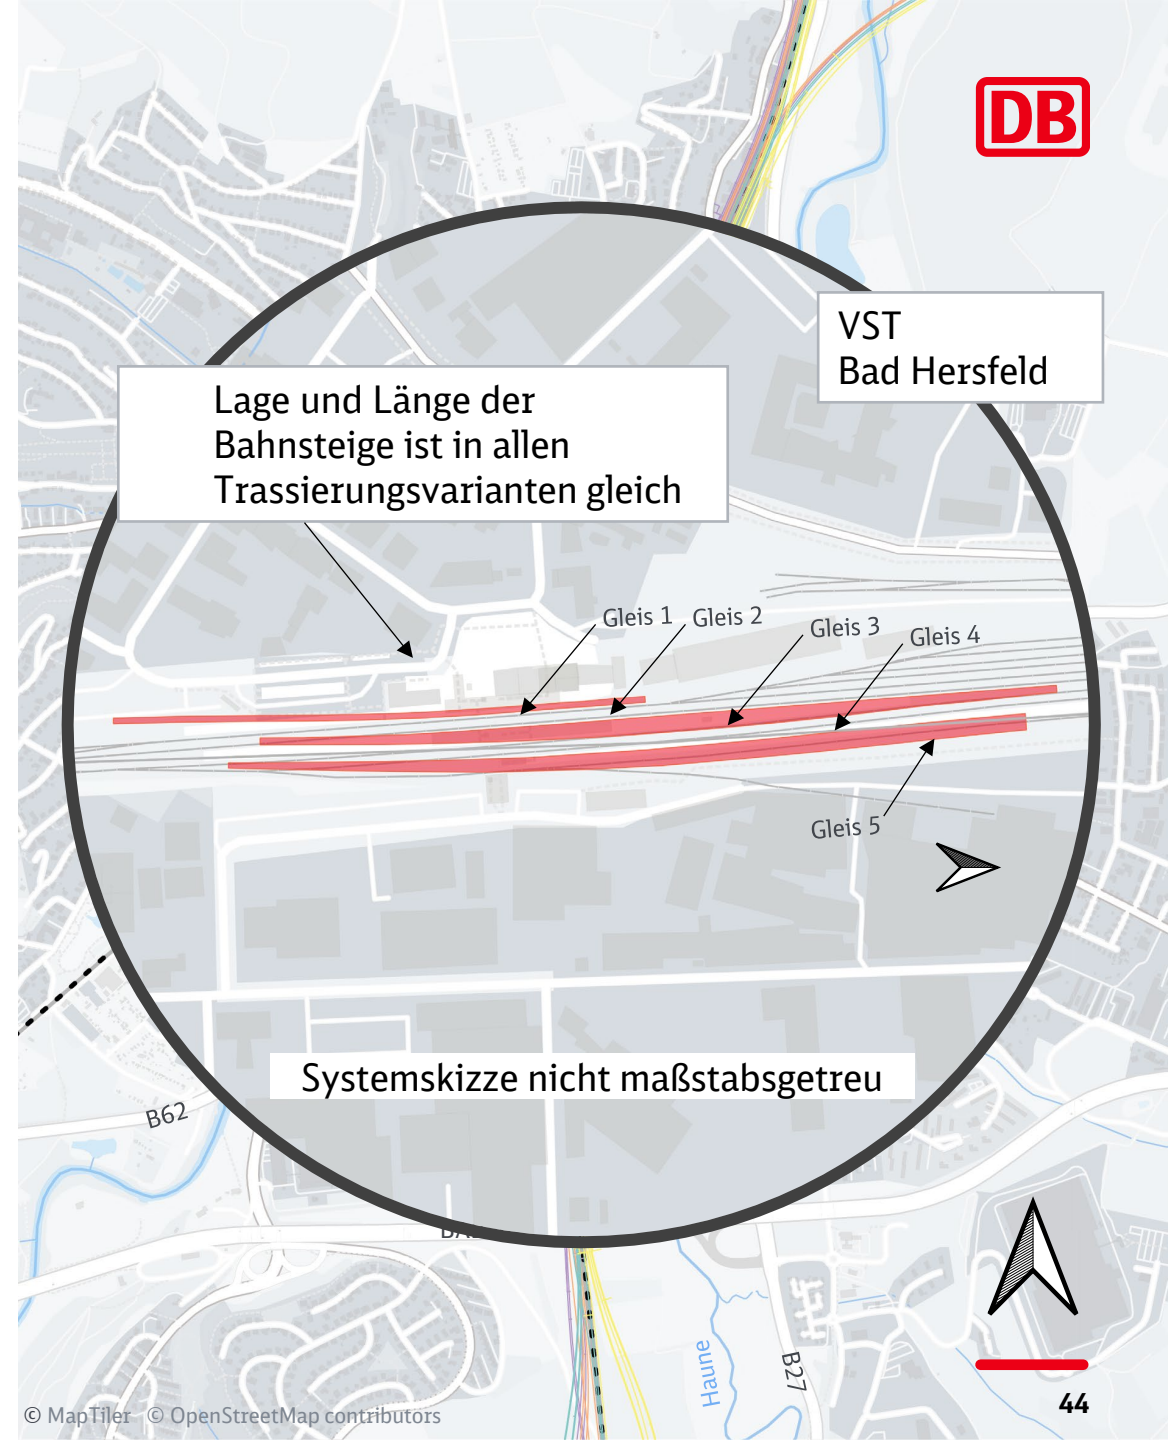 DB
VST
Bad Hersfeld
Lage und Länge der
Bahnsteige ist in allen
Trassierungsvarianten gleich
Gleis 1
Gleis 2
Gleis 3
Gleis 4
Gleis 5
Systemskizze nicht maßstabsgetreu
B62
Haune
B27
44
© MapTiler © OpenStreetMap contributors